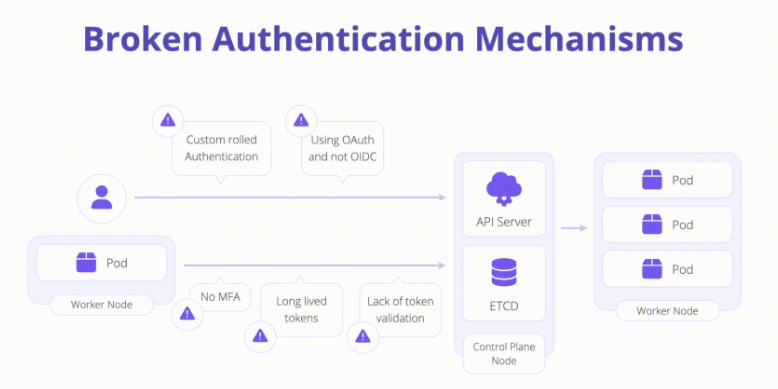 Broken Authentication Mechanisms
Custom rolled
Authentication
Using OAuth
and not OIDC
API Server
Pod
Pod
Pod
Pod
Worker Node
No MFA
Long lived
tokens
Lack of token
validation
ETCD
Control Plane
Node
Worker Node